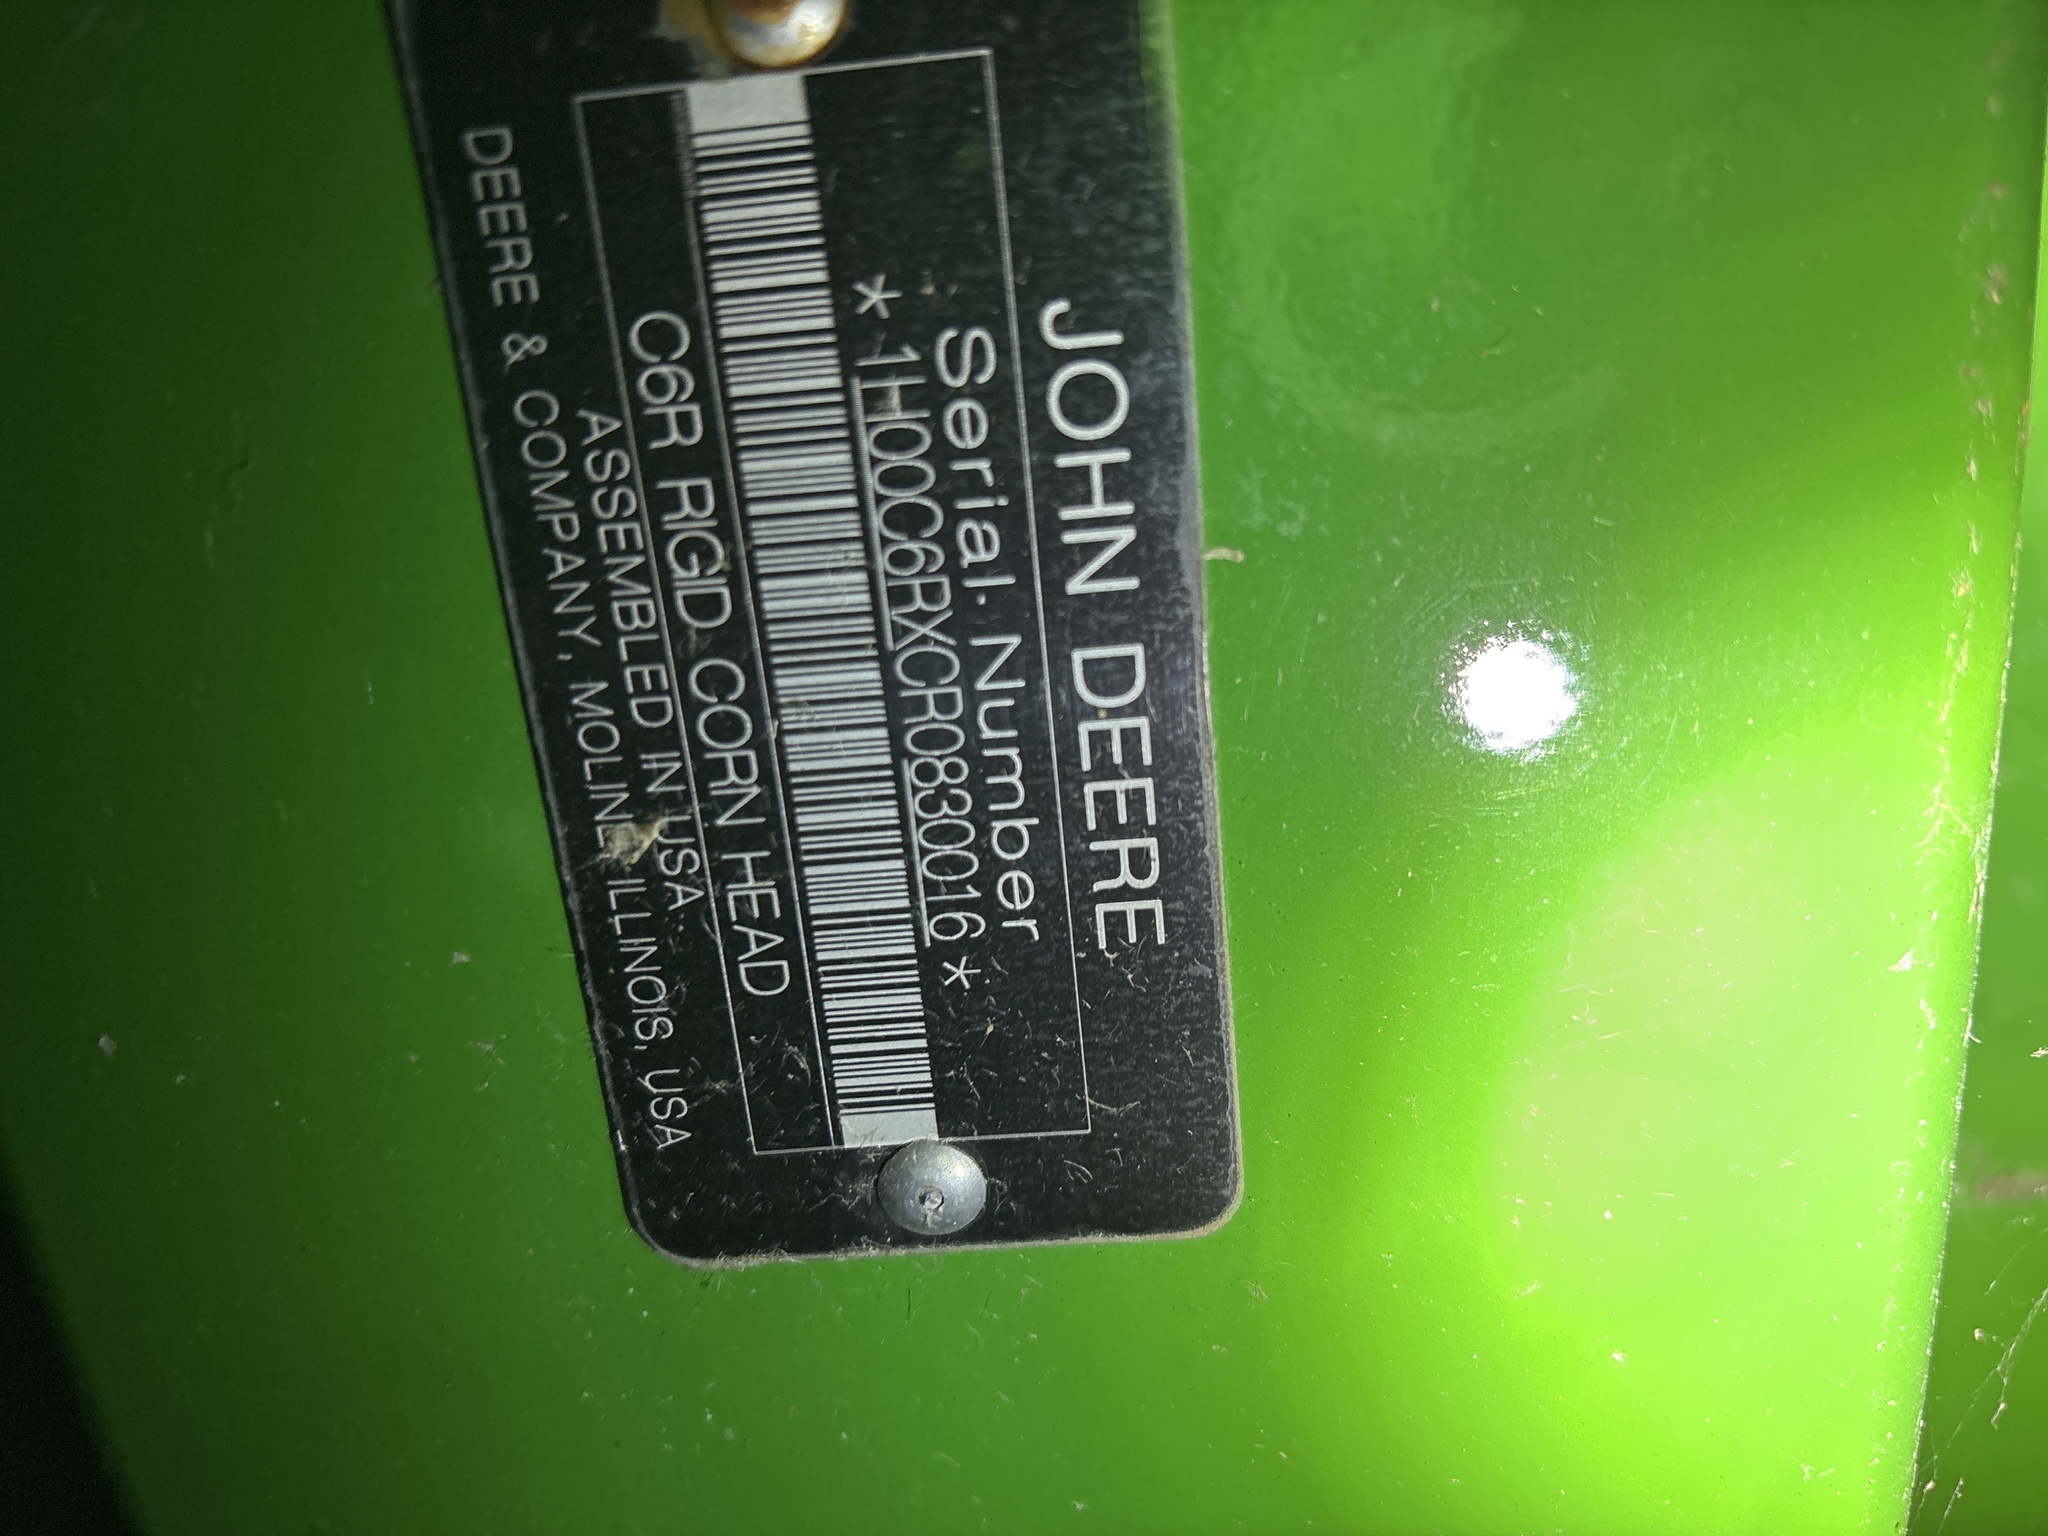 JOHN DEERE
Serial Number
* 1H00C6RXCR0830016 *
C6R RIGID CORN HEAD
ASSEMBLED IN USA
DEERE & COMPANY, MOLINE ILLINOIS, USA